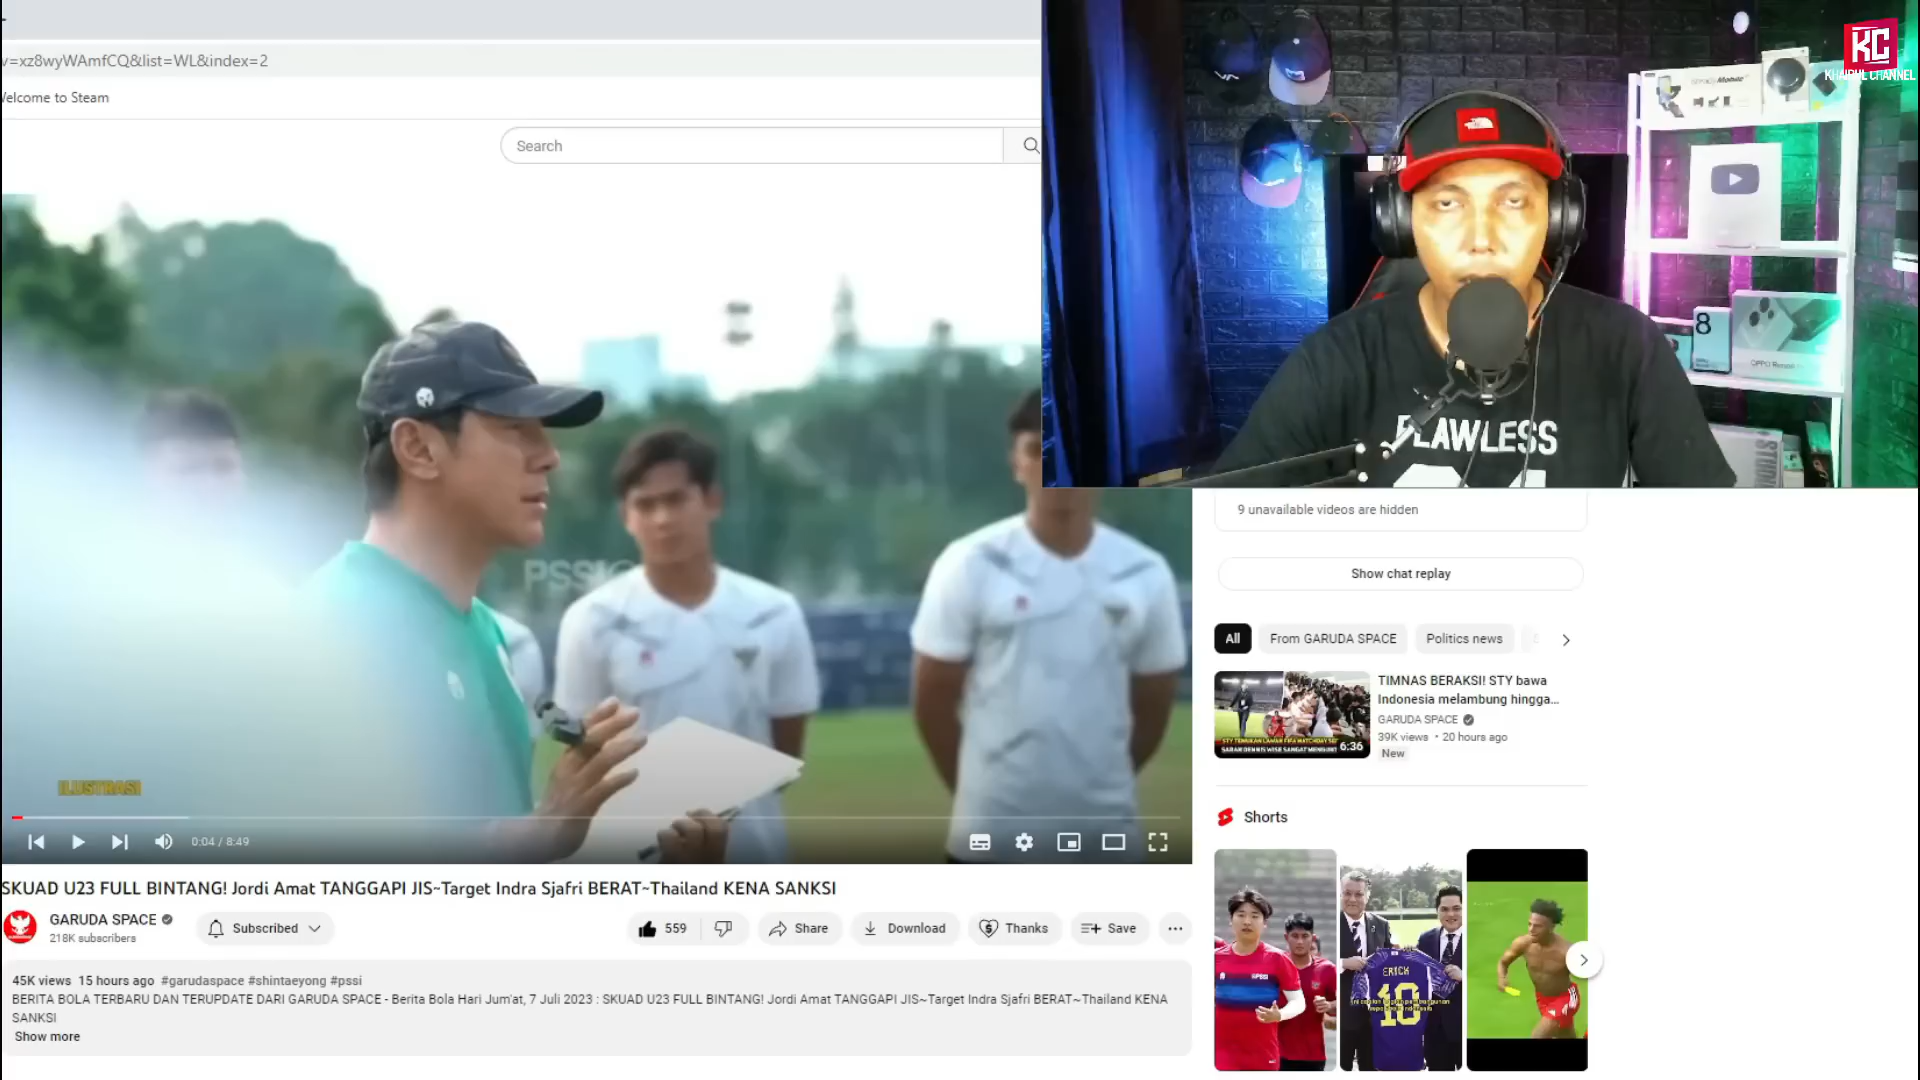 v=xz8wyWAmfCQ&list=WL&index=2
Welcome to Steam
Search
KC
KHAIRUL CHANNEL
8
OPPO Reno8
FLAWLESS
PSSI
ILUSTRASI
0:04 / 8:49
9 unavailable videos are hidden
Show chat replay
All
From GARUDA SPACE
Politics news
TIMNAS BERAKSI! STY bawa
Indonesia melambung hingga...
GARUDA SPACE
39K views • 20 hours ago
New
6:36
Shorts
ERICK
10
SKUAD U23 FULL BINTANG! Jordi Amat TANGGAPI JIS~Target Indra Sjafri BERAT~Thailand KENA SANKSI
GARUDA SPACE
218K subscribers
Subscribed
559
Share
Download
Thanks
Save
45K views 15 hours ago #garudaspace #shintaeyong #pssi
BERITA BOLA TERBARU DAN TERUPDATE DARI GARUDA SPACE - Berita Bola Hari Jum'at, 7 Juli 2023 : SKUAD U23 FULL BINTANG! Jordi Amat TANGGAPI JIS~Target Indra Sjafri BERAT~Thailand KENA
SANKSI
Show more